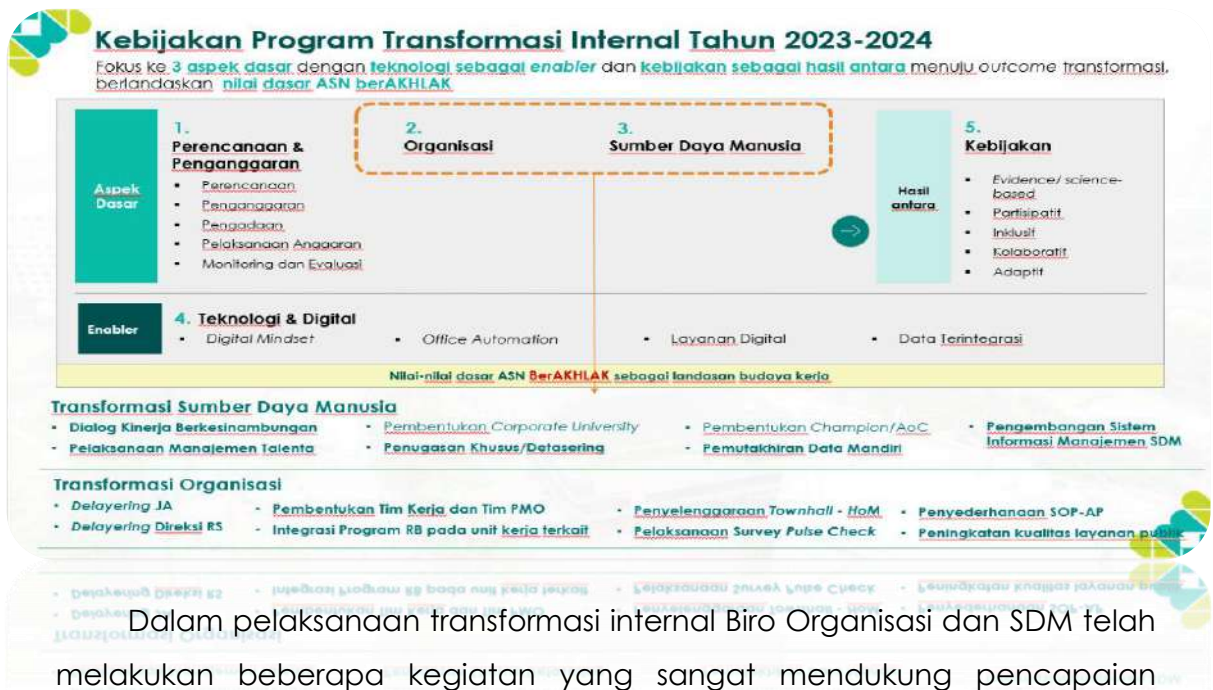 Kebijakan Program Transformasi Internal Tahun 2023-2024
Fokus ke 3 aspek dasar dengan teknologi sebagai enabler dan kebijakan sebagai hasil antara menuju outcome transformasi,
berlandaskan nilai dasar ASN berAKHLAK
Aspek
Dasar
1.
Perencanaan &
Penganggaran
▪ Perencanaan
▪ Penganggaran
▪ Pengadaan
▪ Pelaksanaan Anggaran
▪ Monitoring dan Evaluasi
2.
Organisasi
3.
Sumber Daya Manusia
Hasil
antara
5.
Kebijakan
▪ Evidence/ science-
based
▪ Partisipatif
▪ Inklusif
▪ Kolaboratif
▪ Adaptif
Enabler
4. Teknologi & Digital
▪ Digital Mindset
▪ Office Automation
▪ Layanan Digital
▪ Data Terintegrasi
Nilai-nilai dasar ASN BerAKHLAK sebagai landasan budaya kerja
Transformasi Sumber Daya Manusia
• Dialog Kinerja Berkesinambungan
• Pelaksanaan Manajemen Talenta
• Pembentukan Corporate University
• Penugasan Khusus/Detasering
• Pembentukan Champion/AoC
• Pemutakhiran Data Mandiri
• Pengembangan Sistem
Informasi Manajemen SDM
Transformasi Organisasi
• Delayering JA
• Delayering Direksi RS
• Pembentukan Tim Kerja dan Tim PMO
• Integrasi Program RB pada unit kerja terkait
• Penyelenggaraan Townhall - HoM
• Pelaksanaan Survey Pulse Check
• Penyederhanaan SOP-AP
• Peningkatan kualitas layanan publik
Dalam pelaksanaan transformasi internal Biro Organisasi dan SDM telah
melakukan beberapa kegiatan yang sangat mendukung pencapaian